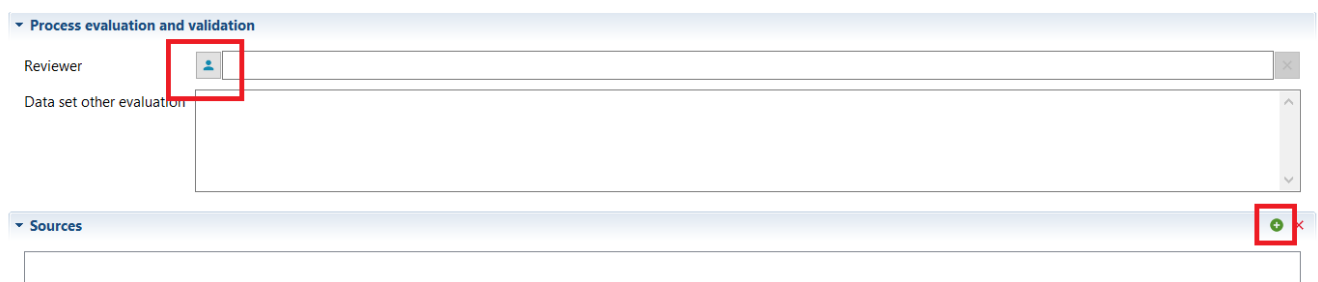 Process evaluation and validation
Reviewer
Data set other evaluation
Sources